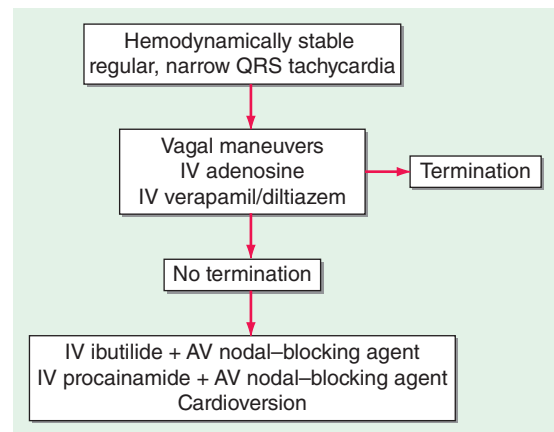 Hemodynamically stable
regular, narrow QRS tachycardia
Vagal maneuvers
IV adenosine
IV verapamil/diltiazem
Termination
No termination
IV ibutilide + AV nodal–blocking agent
IV procainamide + AV nodal–blocking agent
Cardioversion